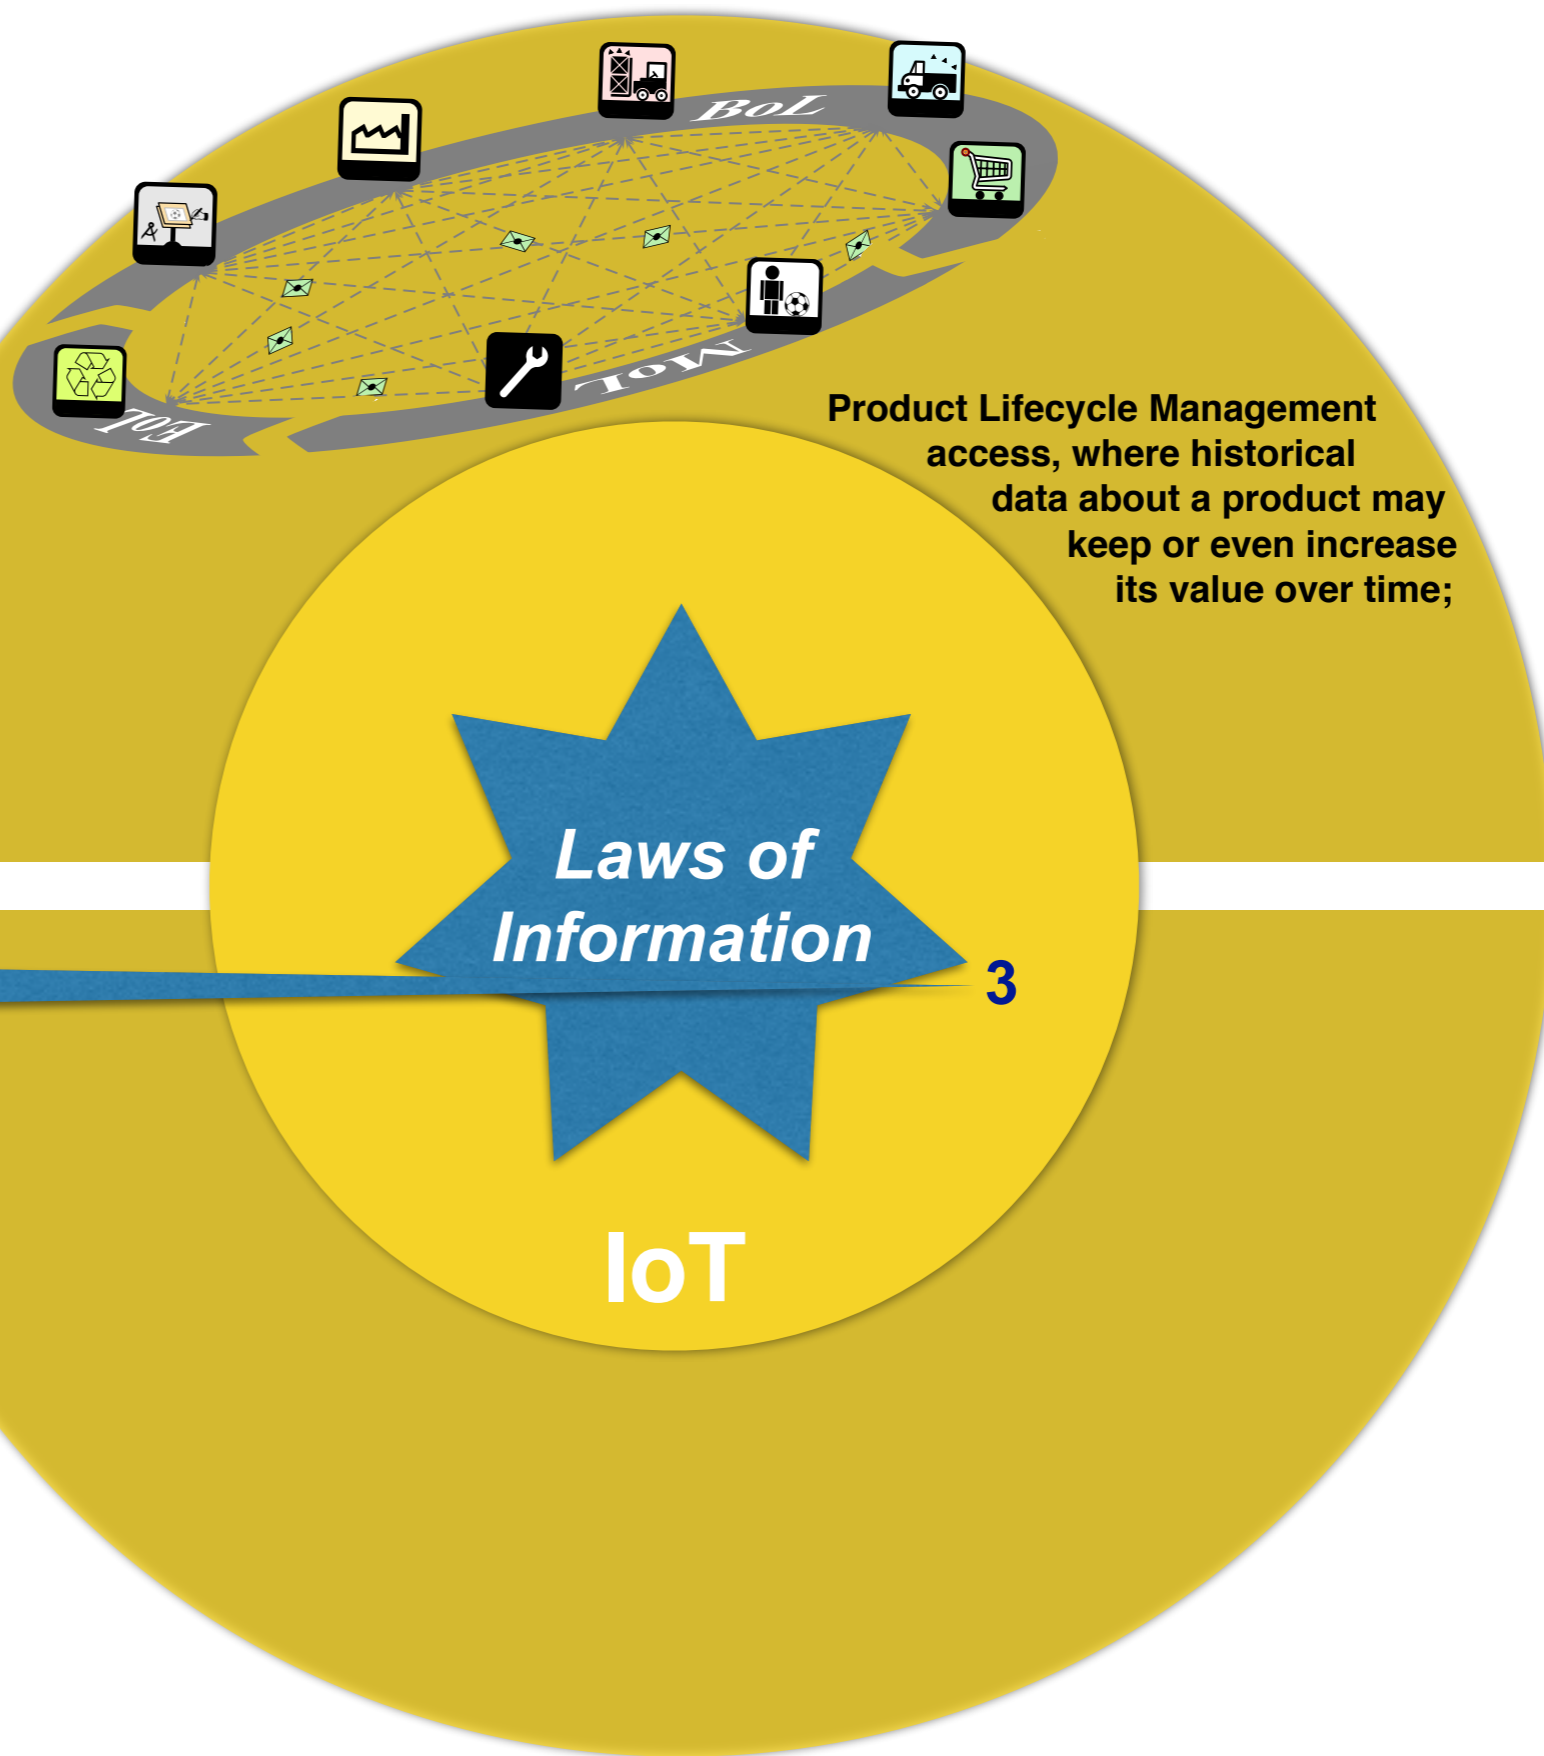 BoL
MoL
EoL
Product Lifecycle Management
access, where historical
data about a product may
keep or even increase
its value over time;
Laws of
Information
3
IoT